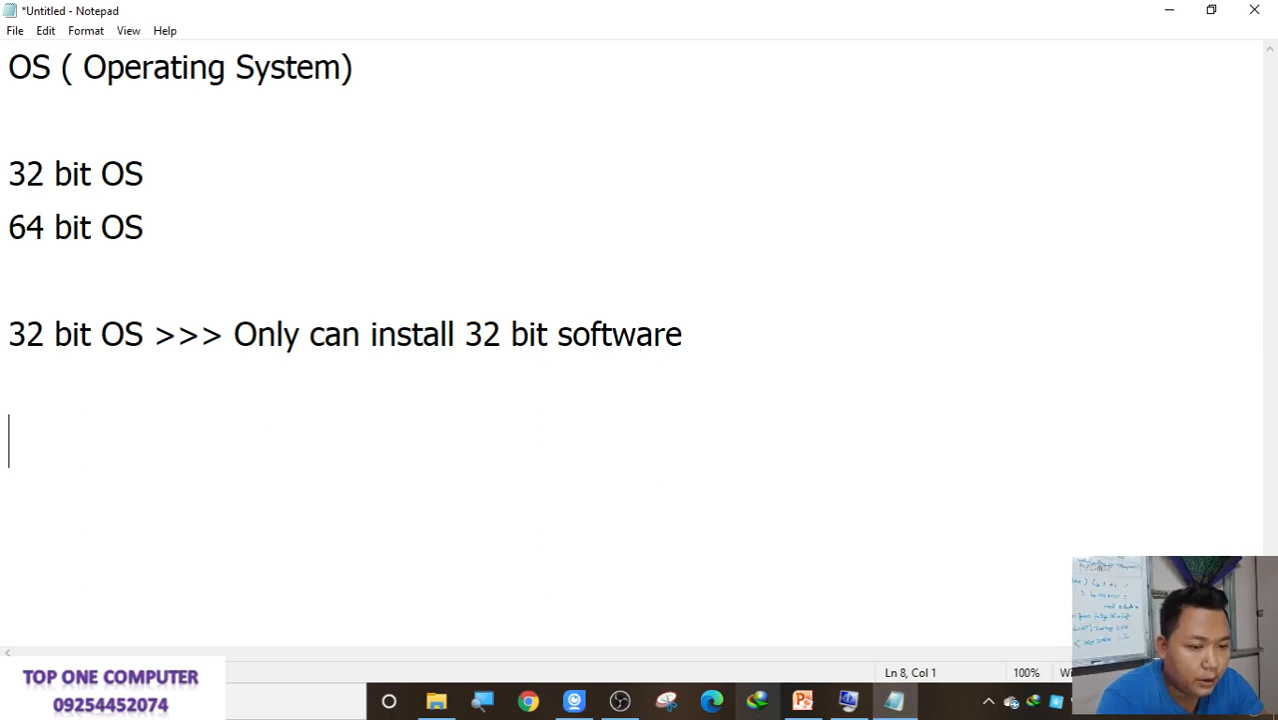 *Untitled - Notepad
File Edit Format View Help
OS ( Operating System)
32 bit OS
64 bit OS
32 bit OS >>> Only can install 32 bit software
Ln 8, Col 1 100%
TOP ONE COMPUTER
09254452074